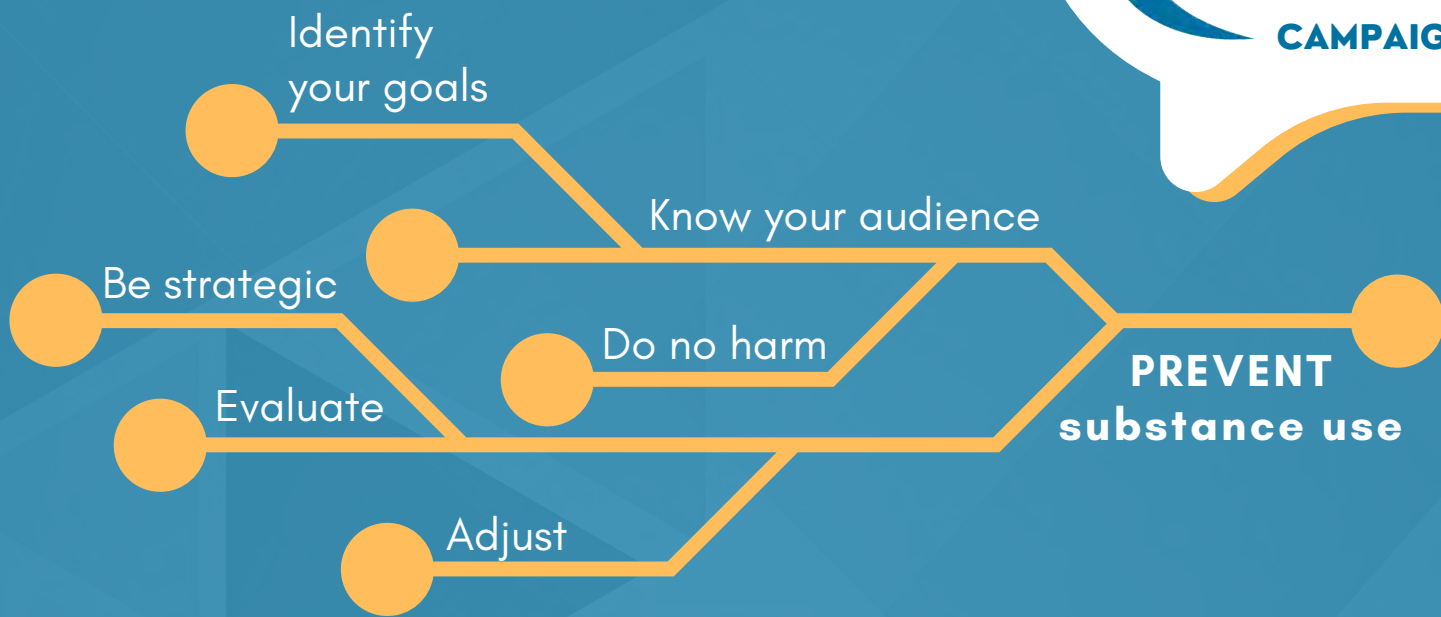 CAMPAIG
Identify
your goals
Know your audience
Be strategic
Do no harm
Evaluate
PREVENT
substance use
Adjust